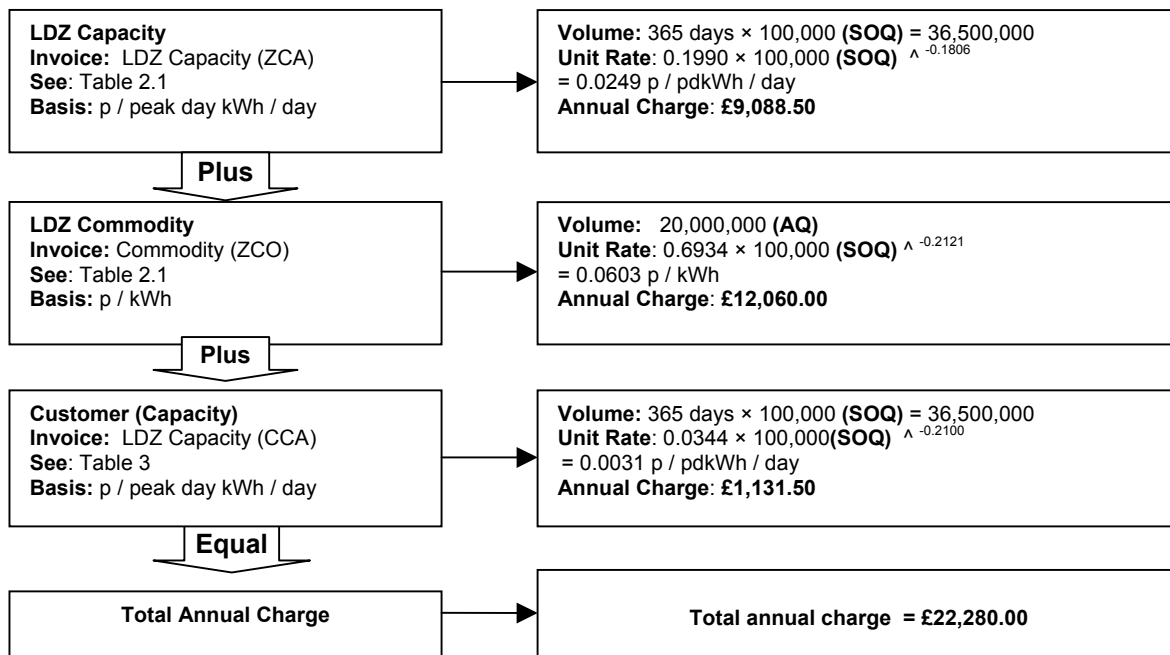 LDZ Capacity
Invoice: LDZ Capacity (ZCA)
See: Table 2.1
Basis: p / peak day kWh / day
Volume: 365 days × 100,000 (SOQ) = 36,500,000
Unit Rate: 0.1990 × 100,000 (SOQ) ^ -0.1806
= 0.0249 p / pdkWh / day
Annual Charge: £9,088.50
Plus
LDZ Commodity
Invoice: Commodity (ZCO)
See: Table 2.1
Basis: p / kWh
Volume: 20,000,000 (AQ)
Unit Rate: 0.6934 × 100,000 (SOQ) ^ -0.2121
= 0.0603 p / kWh
Annual Charge: £12,060.00
Plus
Customer (Capacity)
Invoice: LDZ Capacity (CCA)
See: Table 3
Basis: p / peak day kWh / day
Volume: 365 days × 100,000 (SOQ) = 36,500,000
Unit Rate: 0.0344 × 100,000(SOQ) ^ -0.2100
= 0.0031 p / pdkWh / day
Annual Charge: £1,131.50
Equal
Total Annual Charge
Total annual charge = £22,280.00